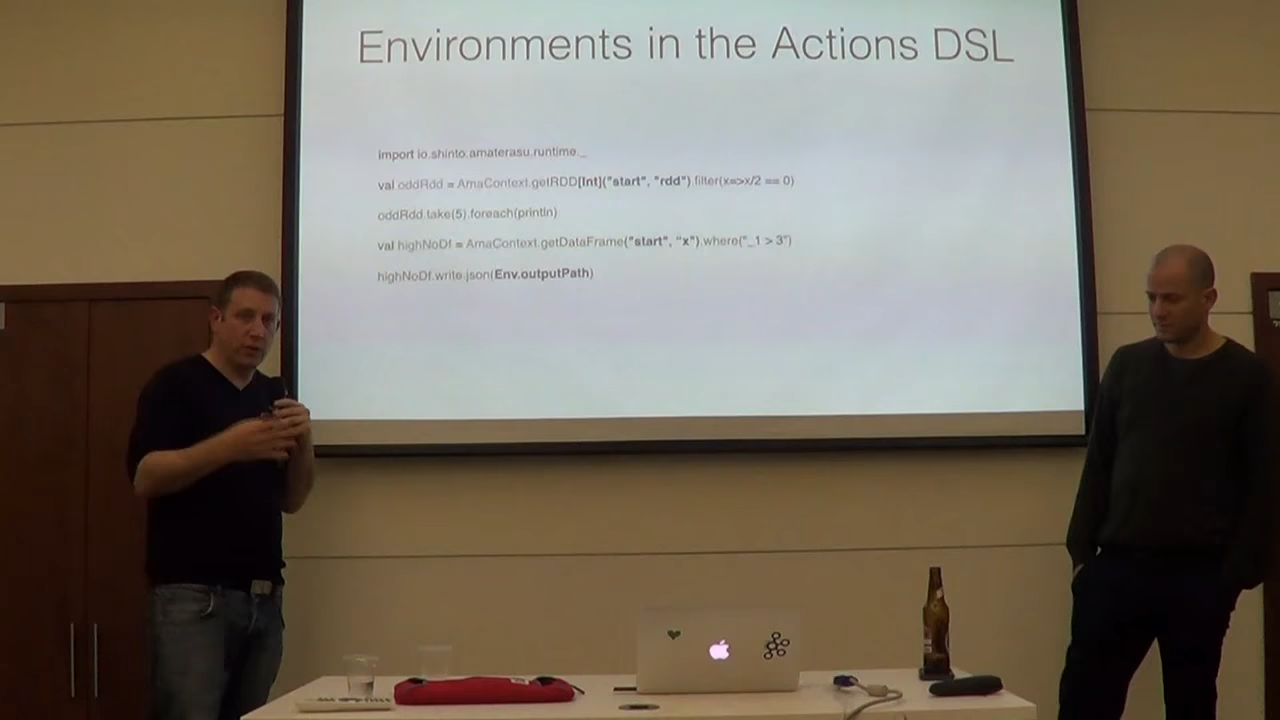 Environments in the Actions DSL
import io.shinto.amaterasu.runtime._
val oddRdd = AmaContext.getRDD[Int]("start", "rdd").filter(x=>x/2 == 0)
oddRdd.take(5).foreach(println)
val highNoDf = AmaContext.getDataFrame("start", "x").where("_1 > 3")
highNoDf.write.json(Env.outputPath)